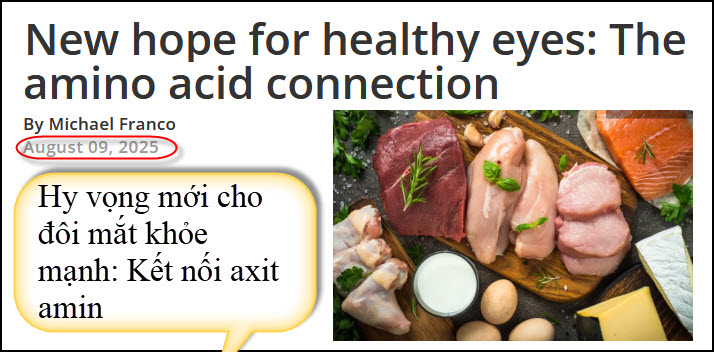 New hope for healthy eyes: The
amino acid connection
By Michael Franco
August 09, 2025
Hy vọng mới cho
đôi mắt khỏe
mạnh: Kết nối axit
amin